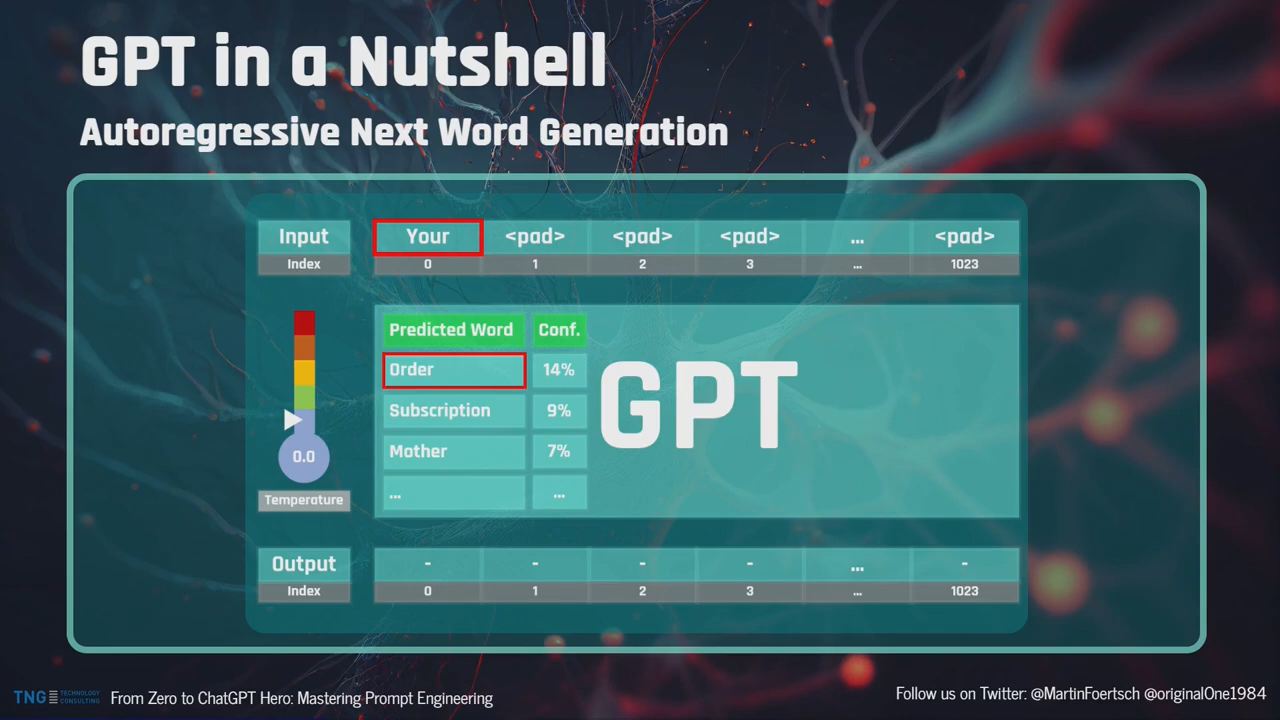 GPT in a Nutshell
Autoregressive Next Word Generation
Input Your <pad> <pad> <pad> ... <pad>
Index 0 1 2 3 ... 1023
Predicted Word Conf.
Order 14%
Subscription 9%
Mother 7%
... ...
GPT
0.0
Temperature
Output - - - - ... -
Index 0 1 2 3 ... 1023
TNG TECHNOLOGY CONSULTING From Zero to ChatGPT Hero: Mastering Prompt Engineering
Follow us on Twitter: @MartinFoertsch @originalOne1984